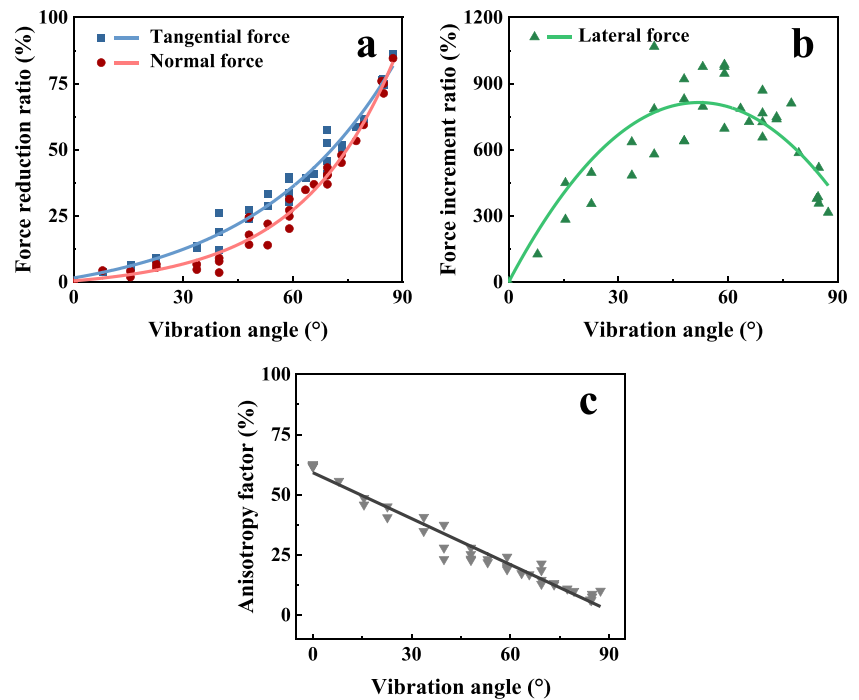 a
Tangential force
Normal force
Force reduction ratio (%)
100
75
50
25
0
0 30 60 90
Vibration angle (°)
b
Lateral force
Force increment ratio (%)
1200
900
600
300
0
0 30 60 90
Vibration angle (°)
c
Anisotropy factor (%)
100
75
50
25
0
0 30 60 90
Vibration angle (°)